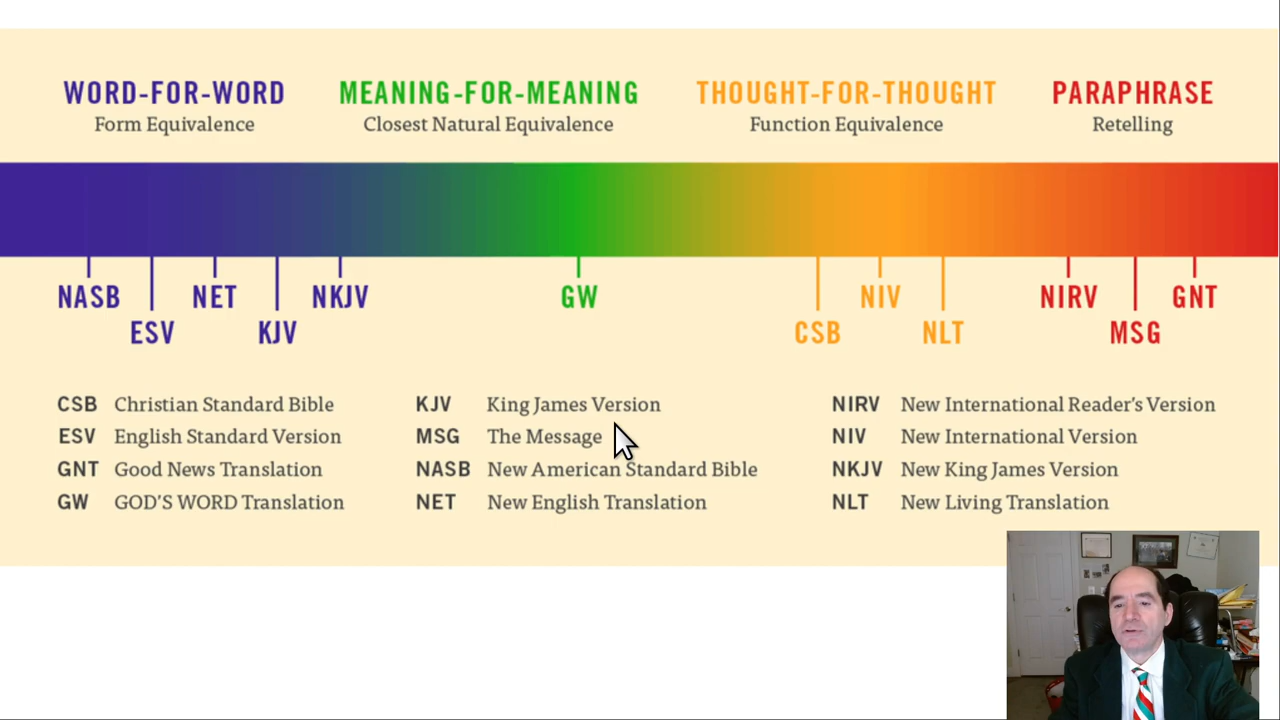 WORD-FOR-WORD MEANING-FOR-MEANING THOUGHT-FOR-THOUGHT PARAPHRASE
Form Equivalence Closest Natural Equivalence Function Equivalence Retelling
NASB NET NKJV GW NIV NIRV GNT
ESV KJV CSB NLT MSG
CSB Christian Standard Bible
ESV English Standard Version
GNT Good News Translation
GW GOD'S WORD Translation
KJV King James Version
MSG The Message
NASB New American Standard Bible
NET New English Translation
NIRV New International Reader's Version
NIV New International Version
NKJV New King James Version
NLT New Living Translation